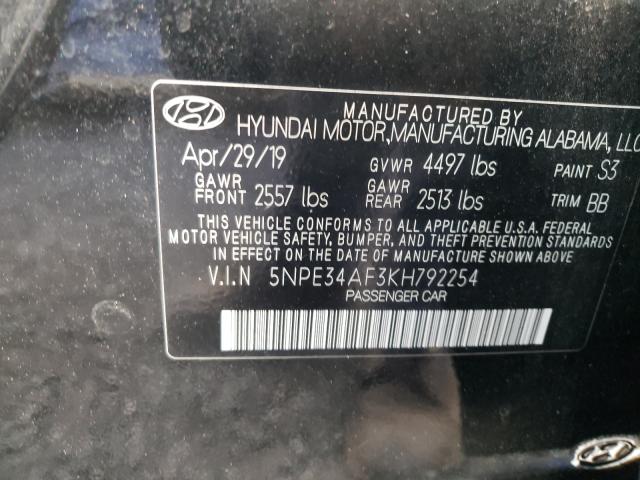 MANUFACTURED BY
HYUNDAI MOTOR, MANUFACTURING ALABAMA, LLC
Apr/29/19 GVWR 4497 lbs PAINT S3
GAWR FRONT 2557 lbs GAWR REAR 2513 lbs TRIM BB
THIS VEHICLE CONFORMS TO ALL APPLICABLE U.S.A. FEDERAL
MOTOR VEHICLE SAFETY, BUMPER, AND THEFT PREVENTION STANDARDS
IN EFFECT ON THE DATE OF MANUFACTURE SHOWN ABOVE
V.I.N 5NPE34AF3KH792254
PASSENGER CAR